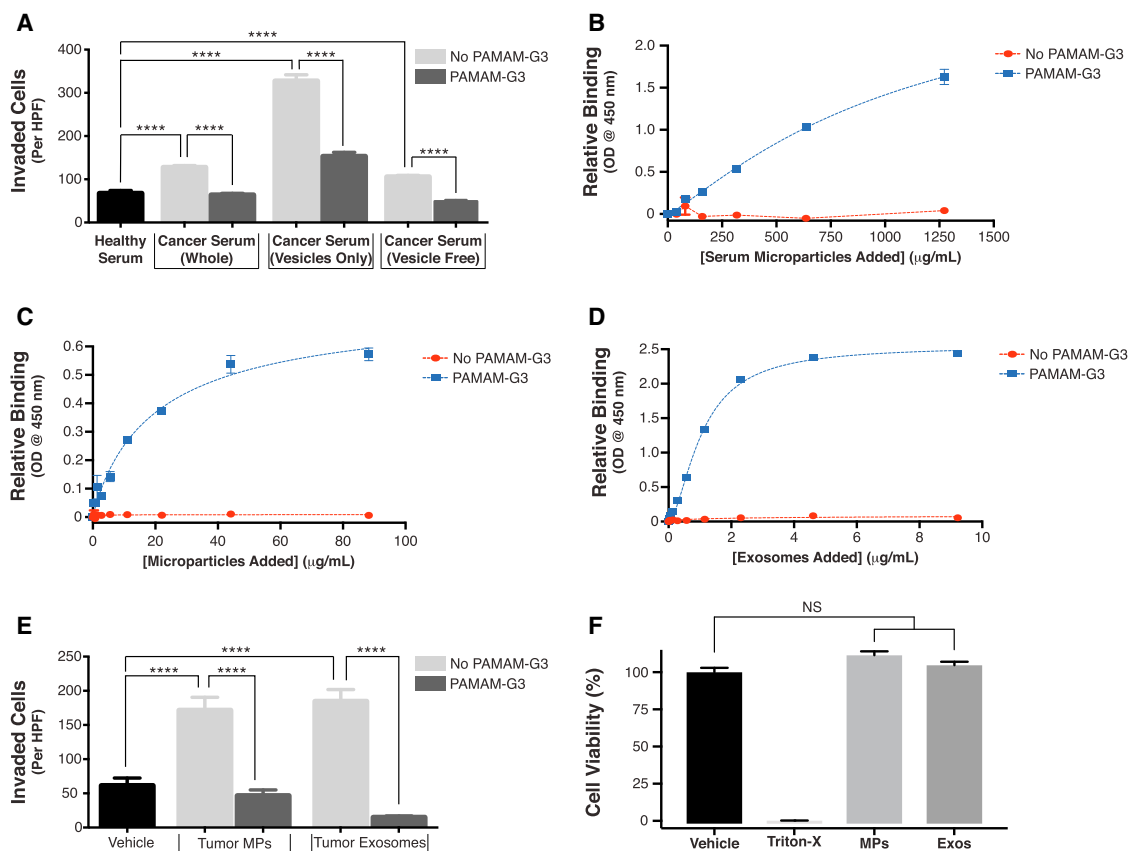 A
Invaded Cells
(Per HPF)
400
300
200
100
0
****
****
****
****
****
****
No PAMAM-G3
PAMAM-G3
Healthy Serum
Cancer Serum (Whole)
Cancer Serum (Vesicles Only)
Cancer Serum (Vesicle Free)
B
Relative Binding
(OD @ 450 nm)
2.0
1.5
1.0
0.5
0
0
250
500
750
1000
1250
1500
[Serum Microparticles Added] (μg/mL)
No PAMAM-G3
PAMAM-G3
C
Relative Binding
(OD @ 450 nm)
0.6
0.5
0.4
0.3
0.2
0.1
0
0
20
40
60
80
100
[Microparticles Added] (μg/mL)
No PAMAM-G3
PAMAM-G3
D
Relative Binding
(OD @ 450 nm)
2.5
2.0
1.5
1.0
0.5
0
0
2
4
6
8
10
[Exosomes Added] (μg/mL)
No PAMAM-G3
PAMAM-G3
E
Invaded Cells
(Per HPF)
250
200
150
100
50
0
****
****
****
****
No PAMAM-G3
PAMAM-G3
Vehicle
Tumor MPs
Tumor Exosomes
F
Cell Viability (%)
100
75
50
25
0
NS
Vehicle
Triton-X
MPs
Exos